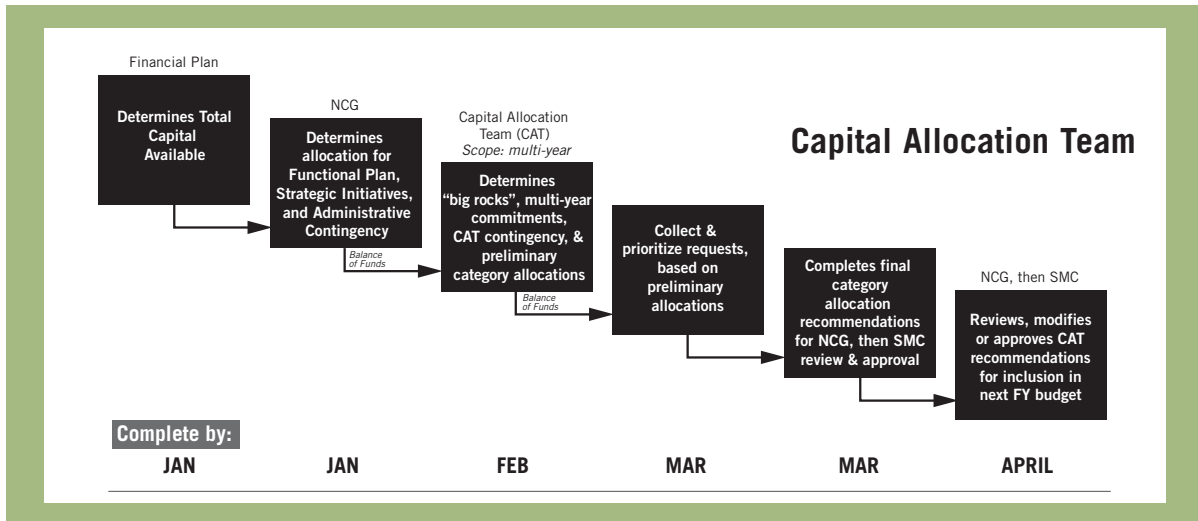 Financial Plan
Determines Total
Capital
Available
NCG
Determines
allocation for
Functional Plan,
Strategic Initiatives,
and Administrative
Contingency
Balance
of Funds
Capital Allocation
Team (CAT)
Scope: multi-year
Determines
“big rocks”, multi-year
commitments,
CAT contingency, &
preliminary
category allocations
Balance
of Funds
Capital Allocation Team
Collect &
prioritize requests,
based on
preliminary
allocations
Completes final
category
allocation
recommendations
for NCG, then SMC
review & approval
NCG, then SMC
Reviews, modifies
or approves CAT
recommendations
for inclusion in
next FY budget
Complete by:
JAN JAN FEB MAR MAR APRIL